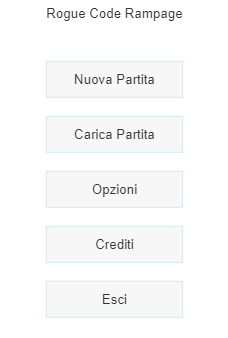 Rogue Code Rampage
Nuova Partita
Carica Partita
Opzioni
Crediti
Esci